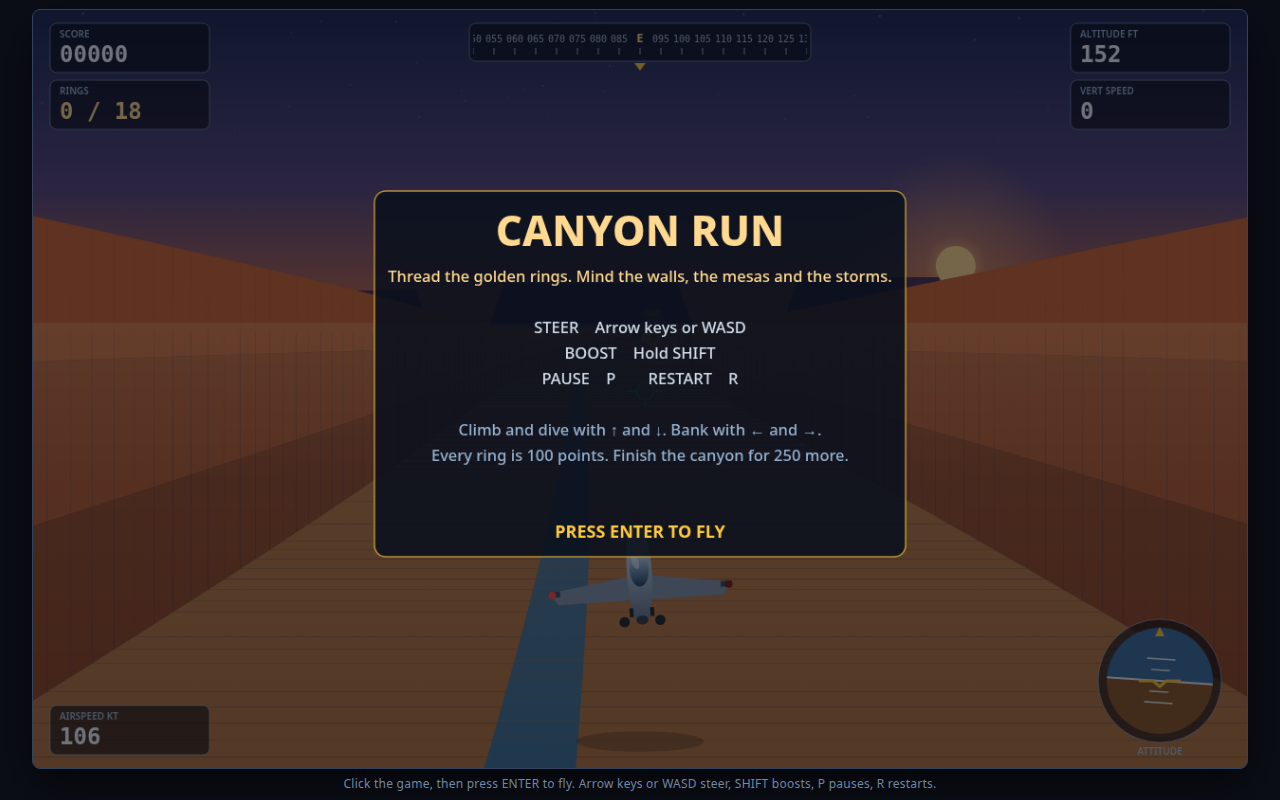 SCORE
00000
RINGS
0 / 18
055 060 065 070 075 080 085 E 095 100 105 110 115 120 125
ALTITUDE FT
152
VERT SPEED
0
CANYON RUN
Thread the golden rings. Mind the walls, the mesas and the storms.
STEER Arrow keys or WASD
BOOST Hold SHIFT
PAUSE P RESTART R
Climb and dive with ↑ and ↓. Bank with ← and →.
Every ring is 100 points. Finish the canyon for 250 more.
PRESS ENTER TO FLY
AIRSPEED KT
106
ATTITUDE
Click the game, then press ENTER to fly. Arrow keys or WASD steer, SHIFT boosts, P pauses, R restarts.